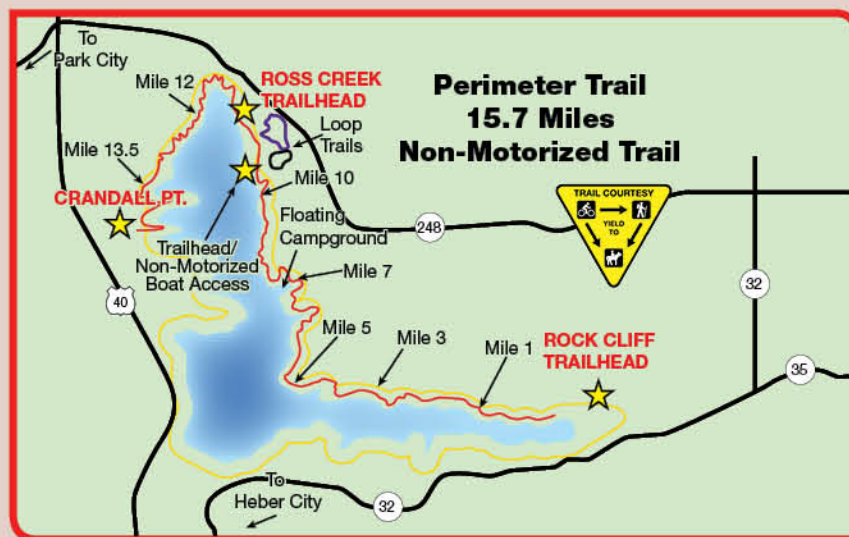 To
Park City
Mile 12
ROSS CREEK
TRAILHEAD
Perimeter Trail
15.7 Miles
Non-Motorized Trail
Loop
Trails
Mile 13.5
CRANDALL PT.
Mile 10
TRAIL COURTESY
YIELD
TO
Floating
Campground
Trailhead/
Non-Motorized
Boat Access
248
Mile 7
32
40
Mile 5
Mile 3
Mile 1
ROCK CLIFF
TRAILHEAD
35
To
Heber City
32